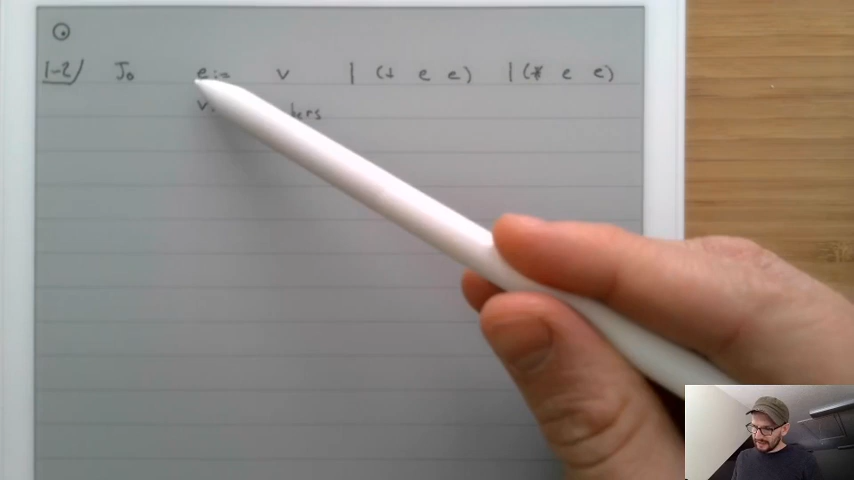 1-2/ J₀ e := v | (+ e e) | (* e e)
v